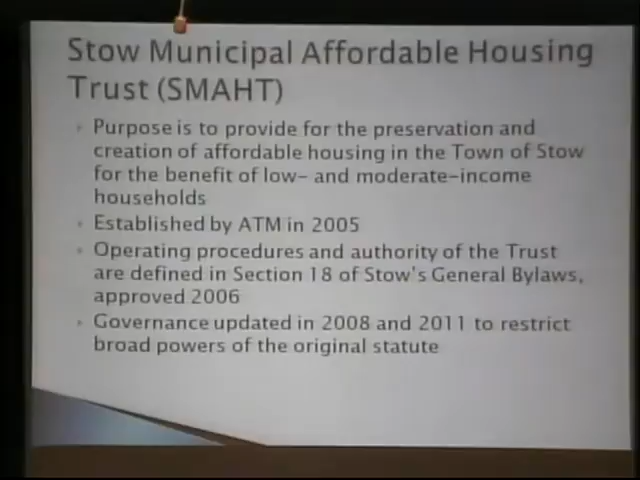 Stow Municipal Affordable Housing
Trust (SMAHT)
Purpose is to provide for the preservation and
creation of affordable housing in the Town of Stow
for the benefit of low- and moderate-income
households
Established by ATM in 2005
Operating procedures and authority of the Trust
are defined in Section 18 of Stow's General Bylaws,
approved 2006
Governance updated in 2008 and 2011 to restrict
broad powers of the original statute